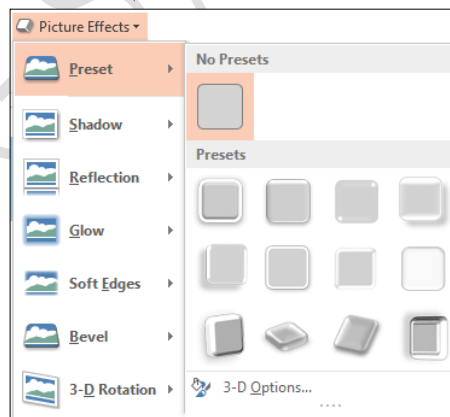 Picture Effects
Preset
Shadow
Reflection
Glow
Soft Edges
Bevel
3-D Rotation
No Presets
Presets
3-D Options...